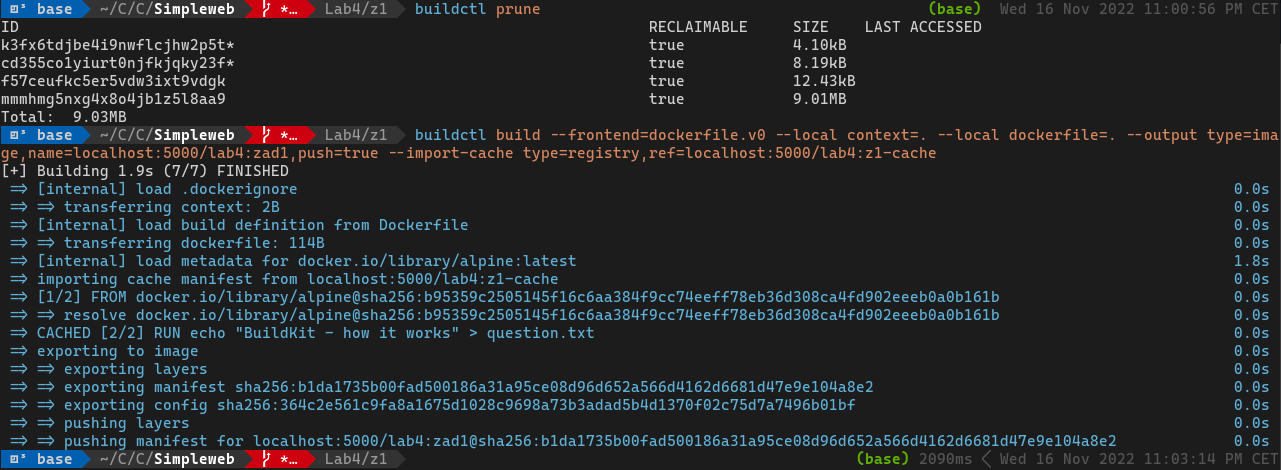 base ~/C/C/Simpleweb *… Lab4/z1 buildctl prune (base) Wed 16 Nov 2022 11:00:56 PM CET
ID RECLAIMABLE SIZE LAST ACCESSED
k3fx6tdjbe4i9nwflcjhw2p5t* true 4.10kB
cd355co1yiurt0njfkjqky23f* true 8.19kB
f57ceufkc5er5vdw3ixt9vdgk true 12.43kB
mmmhmg5nxg4x8o4jb1z5l8aa9 true 9.01MB
Total: 9.03MB
base ~/C/C/Simpleweb *… Lab4/z1 buildctl build --frontend=dockerfile.v0 --local context=. --local dockerfile=. --output type=ima
ge,name=localhost:5000/lab4:zad1,push=true --import-cache type=registry,ref=localhost:5000/lab4:z1-cache
[+] Building 1.9s (7/7) FINISHED
=> [internal] load .dockerignore 0.0s
=> => transferring context: 2B 0.0s
=> [internal] load build definition from Dockerfile 0.0s
=> => transferring dockerfile: 114B 0.0s
=> [internal] load metadata for docker.io/library/alpine:latest 1.8s
=> importing cache manifest from localhost:5000/lab4:z1-cache 0.0s
=> [1/2] FROM docker.io/library/alpine@sha256:b95359c2505145f16c6aa384f9cc74eeff78eb36d308ca4fd902eeeb0a0b161b 0.0s
=> => resolve docker.io/library/alpine@sha256:b95359c2505145f16c6aa384f9cc74eeff78eb36d308ca4fd902eeeb0a0b161b 0.0s
=> CACHED [2/2] RUN echo "BuildKit - how it works" > question.txt 0.0s
=> exporting to image 0.0s
=> => exporting layers 0.0s
=> => exporting manifest sha256:b1da1735b00fad500186a31a95ce08d96d652a566d4162d6681d47e9e104a8e2 0.0s
=> => exporting config sha256:364c2e561c9fa8a1675d1028c9698a73b3adad5b4d1370f02c75d7a7496b01bf 0.0s
=> => pushing layers 0.0s
=> => pushing manifest for localhost:5000/lab4:zad1@sha256:b1da1735b00fad500186a31a95ce08d96d652a566d4162d6681d47e9e104a8e2 0.0s
base ~/C/C/Simpleweb *… Lab4/z1 (base) 2090ms Wed 16 Nov 2022 11:03:14 PM CET